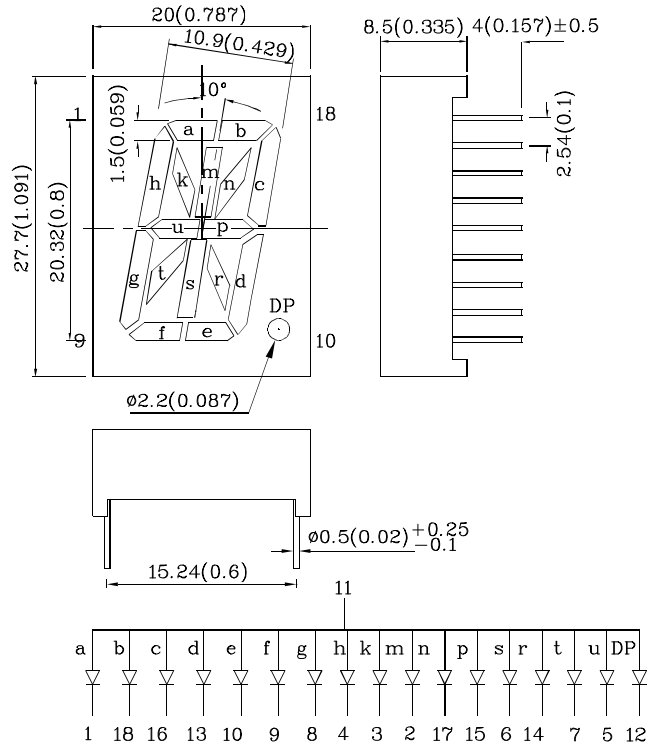 20(0.787)
8.5(0.335)
4(0.157)±0.5
10.9(0.429)
10°
1
18
1.5(0.059)
2.54(0.1)
27.7(1.091)
20.32(0.8)
a
b
h
k
m
n
c
u
p
g
t
s
r
d
f
e
DP
9
10
ø2.2(0.087)
ø0.5(0.02)+0.25
−0.1
15.24(0.6)
11
a b c d e f g h k m n p s r t u DP
1 18 16 13 10 9 8 4 3 2 17 15 6 14 7 5 12